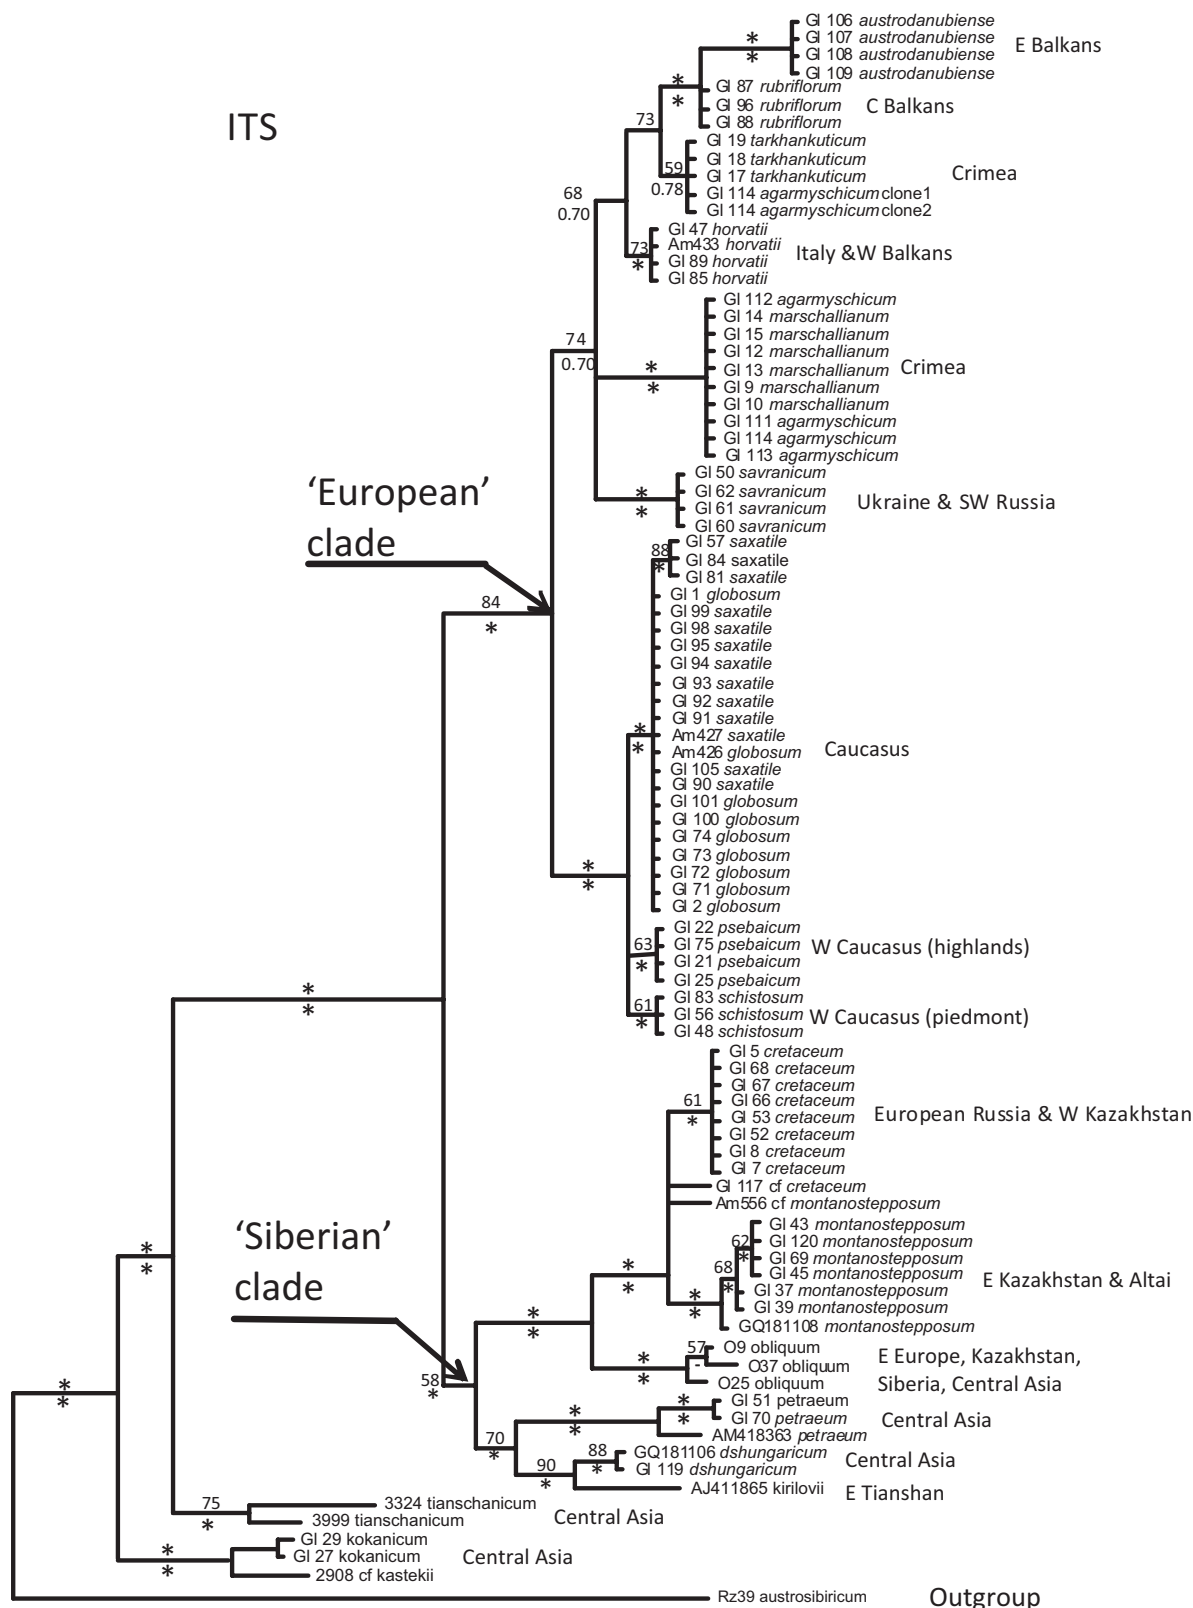 ITS
Gl 106 austrodanubiense
Gl 107 austrodanubiense
Gl 108 austrodanubiense
Gl 109 austrodanubiense
E Balkans
*
*
Gl 87 rubriflorum
Gl 96 rubriflorum
Gl 88 rubriflorum
C Balkans
*
*
73
Gl 19 tarkhankuticum
Gl 18 tarkhankuticum
Gl 17 tarkhankuticum
Gl 114 agarmyschicum clone1
Gl 114 agarmyschicum clone2
Crimea
59
0.78
68
0.70
Gl 47 horvatii
Am433 horvatii
Gl 89 horvatii
Gl 85 horvatii
Italy &W Balkans
73
*
Gl 112 agarmyschicum
Gl 14 marschallianum
Gl 15 marschallianum
Gl 12 marschallianum
Gl 13 marschallianum
Gl 9 marschallianum
Gl 10 marschallianum
Gl 111 agarmyschicum
Gl 114 agarmyschicum
Gl 113 agarmyschicum
Crimea
74
0.70
*
*
Gl 50 savranicum
Gl 62 savranicum
Gl 61 savranicum
Gl 60 savranicum
Ukraine & SW Russia
*
*
‘European’
clade
84
*
Gl 57 saxatile
Gl 84 saxatile
Gl 81 saxatile
88
*
Gl 1 globosum
Gl 99 saxatile
Gl 98 saxatile
Gl 95 saxatile
Gl 94 saxatile
Gl 93 saxatile
Gl 92 saxatile
Gl 91 saxatile
Am427 saxatile
Am426 globosum
Gl 105 saxatile
Gl 90 saxatile
Gl 101 globosum
Gl 100 globosum
Gl 74 globosum
Gl 73 globosum
Gl 72 globosum
Gl 71 globosum
Gl 2 globosum
Caucasus
*
*
*
*
Gl 22 psebaicum
Gl 75 psebaicum
Gl 21 psebaicum
Gl 25 psebaicum
W Caucasus (highlands)
63
*
Gl 83 schistosum
Gl 56 schistosum
Gl 48 schistosum
W Caucasus (piedmont)
61
*
*
*
Gl 5 cretaceum
Gl 68 cretaceum
Gl 67 cretaceum
Gl 66 cretaceum
Gl 53 cretaceum
Gl 52 cretaceum
Gl 8 cretaceum
Gl 7 cretaceum
European Russia & W Kazakhstan
61
*
Gl 117 cf cretaceum
Am556 cf montanostepposum
‘Siberian’
clade
Gl 43 montanostepposum
Gl 120 montanostepposum
Gl 69 montanostepposum
Gl 45 montanostepposum
Gl 37 montanostepposum
Gl 39 montanostepposum
GQ181108 montanostepposum
E Kazakhstan & Altai
62
*
68
*
*
*
*
*
*
*
*
*
O9 obliquum
O37 obliquum
O25 obliquum
E Europe, Kazakhstan,
Siberia, Central Asia
57
-
*
*
58
*
Gl 51 petraeum
Gl 70 petraeum
AM418363 petraeum
Central Asia
*
*
*
*
70
*
GQ181106 dshungaricum
Gl 119 dshungaricum
Central Asia
88
*
90
*
AJ411865 kirilovii
E Tianshan
*
*
3324 tianschanicum
3999 tianschanicum
Central Asia
75
*
Gl 29 kokanicum
Gl 27 kokanicum
2908 cf kastekii
Central Asia
*
*
Rz39 austrosibiricum
Outgroup